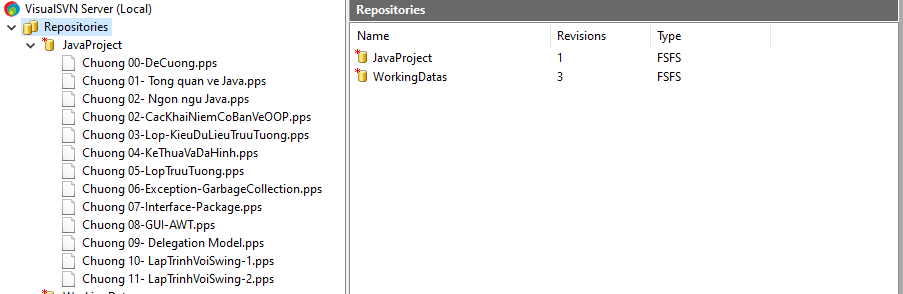 VisualSVN Server (Local)
Repositories
JavaProject
Chuong 00-DeCuong.pps
Chuong 01- Tong quan ve Java.pps
Chuong 02- Ngon ngu Java.pps
Chuong 02-CacKhaiNiemCoBanVeOOP.pps
Chuong 03-Lop-KieuDuLieuTruuTuong.pps
Chuong 04-KeThuaVaDaHinh.pps
Chuong 05-LopTruuTuong.pps
Chuong 06-Exception-GarbageCollection.pps
Chuong 07-Interface-Package.pps
Chuong 08-GUI-AWT.pps
Chuong 09- Delegation Model.pps
Chuong 10- LapTrinhVoiSwing-1.pps
Chuong 11- LapTrinhVoiSwing-2.pps
Repositories
Name Revisions Type
JavaProject 1 FSFS
WorkingDatas 3 FSFS